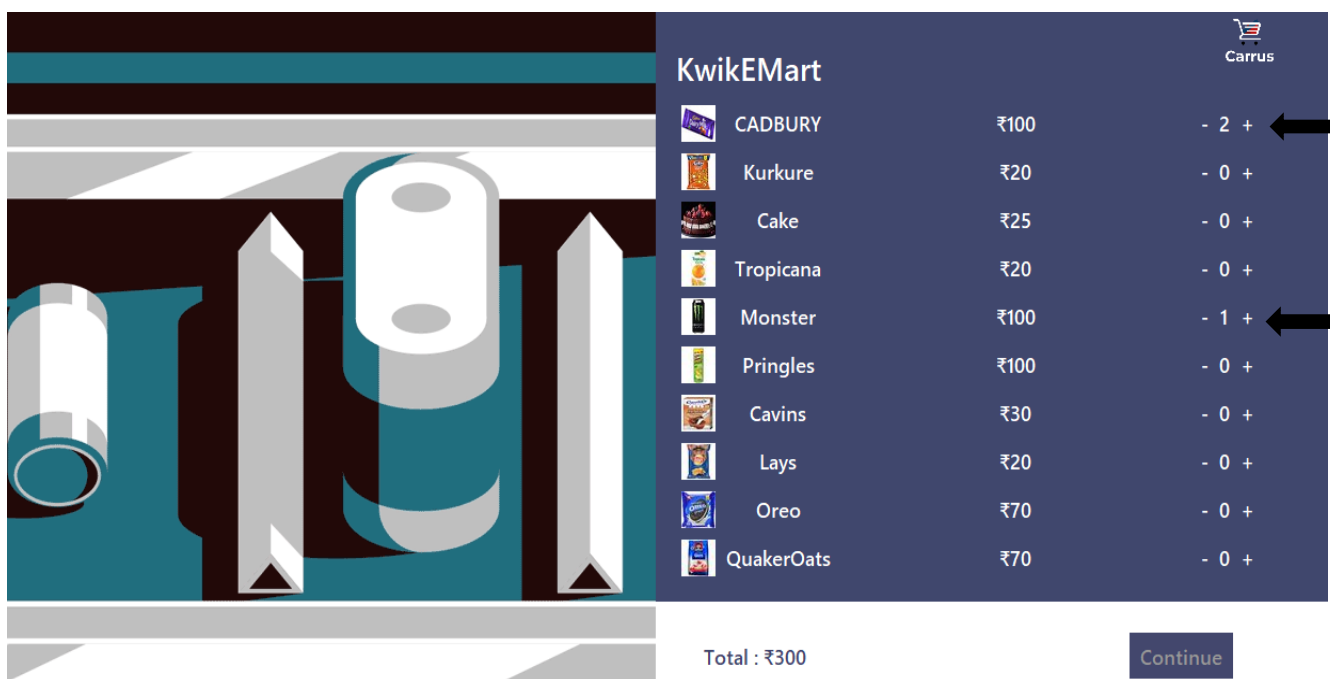 Carrus
KwikEMart
CADBURY ₹100 - 2 +
Kurkure ₹20 - 0 +
Cake ₹25 - 0 +
Tropicana ₹20 - 0 +
Monster ₹100 - 1 +
Pringles ₹100 - 0 +
Cavins ₹30 - 0 +
Lays ₹20 - 0 +
Oreo ₹70 - 0 +
QuakerOats ₹70 - 0 +
Total : ₹300 Continue